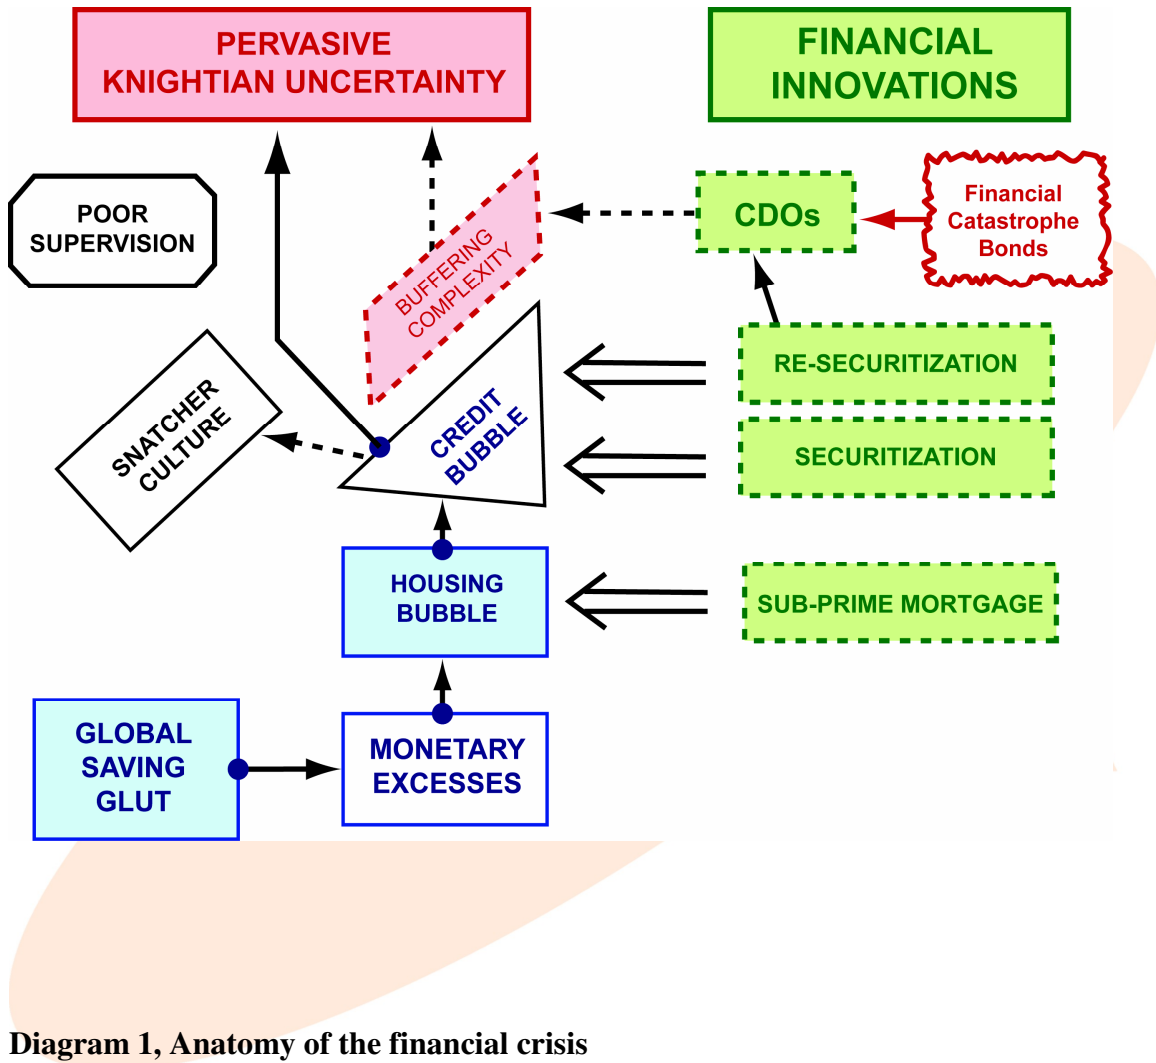 PERVASIVE
KNIGHTIAN UNCERTAINTY
FINANCIAL
INNOVATIONS
POOR
SUPERVISION
BUFFERING
COMPLEXITY
CDOs
Financial
Catastrophe
Bonds
SNATCHER
CULTURE
CREDIT
BUBBLE
RE-SECURITIZATION
SECURITIZATION
HOUSING
BUBBLE
SUB-PRIME MORTGAGE
GLOBAL
SAVING
GLUT
MONETARY
EXCESSES
Diagram 1, Anatomy of the financial crisis